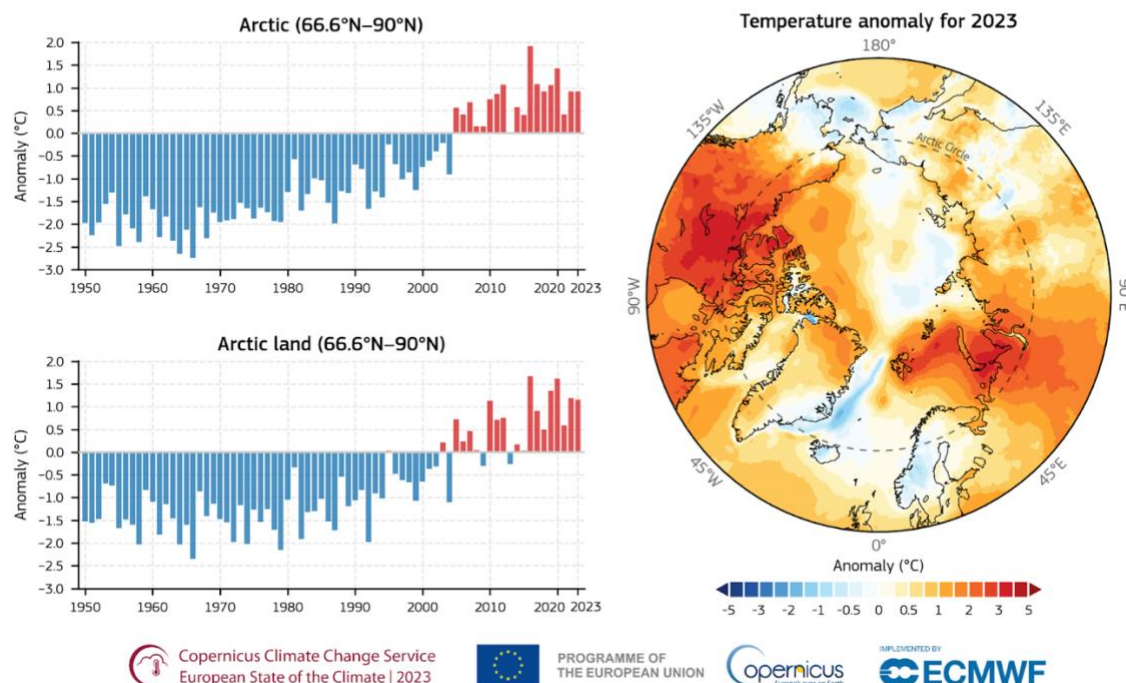 Arctic (66.6°N–90°N)
Anomaly (°C)
2.0
1.5
1.0
0.5
0.0
−0.5
−1.0
−1.5
−2.0
−2.5
−3.0
1950 1960 1970 1980 1990 2000 2010 2020 2023
Arctic land (66.6°N–90°N)
Anomaly (°C)
2.0
1.5
1.0
0.5
0.0
−0.5
−1.0
−1.5
−2.0
−2.5
−3.0
1950 1960 1970 1980 1990 2000 2010 2020 2023
Temperature anomaly for 2023
180°
135°W
135°E
Arctic Circle
90°W
90°E
45°W
45°E
0°
Anomaly (°C)
-5 -3 -2 -1 -0.5 0 0.5 1 2 3 5
Copernicus Climate Change Service
European State of the Climate | 2023
PROGRAMME OF
THE EUROPEAN UNION
opernicus
IMPLEMENTED BY
ECMWF